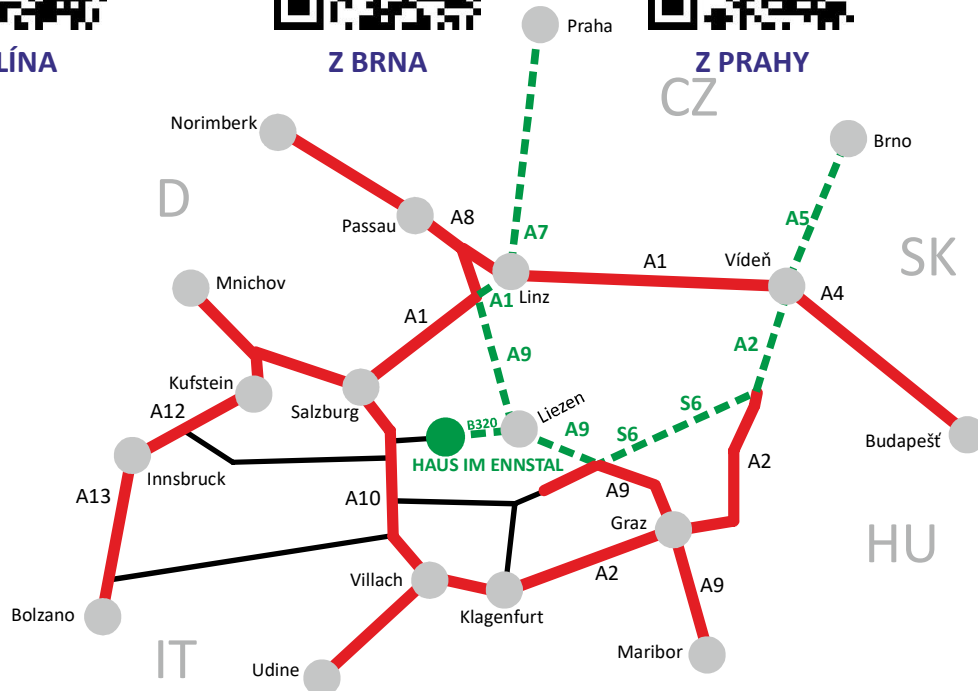 LÍNA
Z BRNA
Z PRAHY
Praha
CZ
Norimberk
Brno
D
A8
Passau
A7
A5
Vídeň
SK
A1
Mnichov
Linz
A1
A4
A1
A9
A2
Kufstein
Salzburg
Liezen
S6
A12
B320
A9
S6
Budapešť
HAUS IM ENNSTAL
A2
Innsbruck
A13
A10
A9
Graz
HU
Villach
A2
A9
Bolzano
Klagenfurt
IT
Udine
Maribor